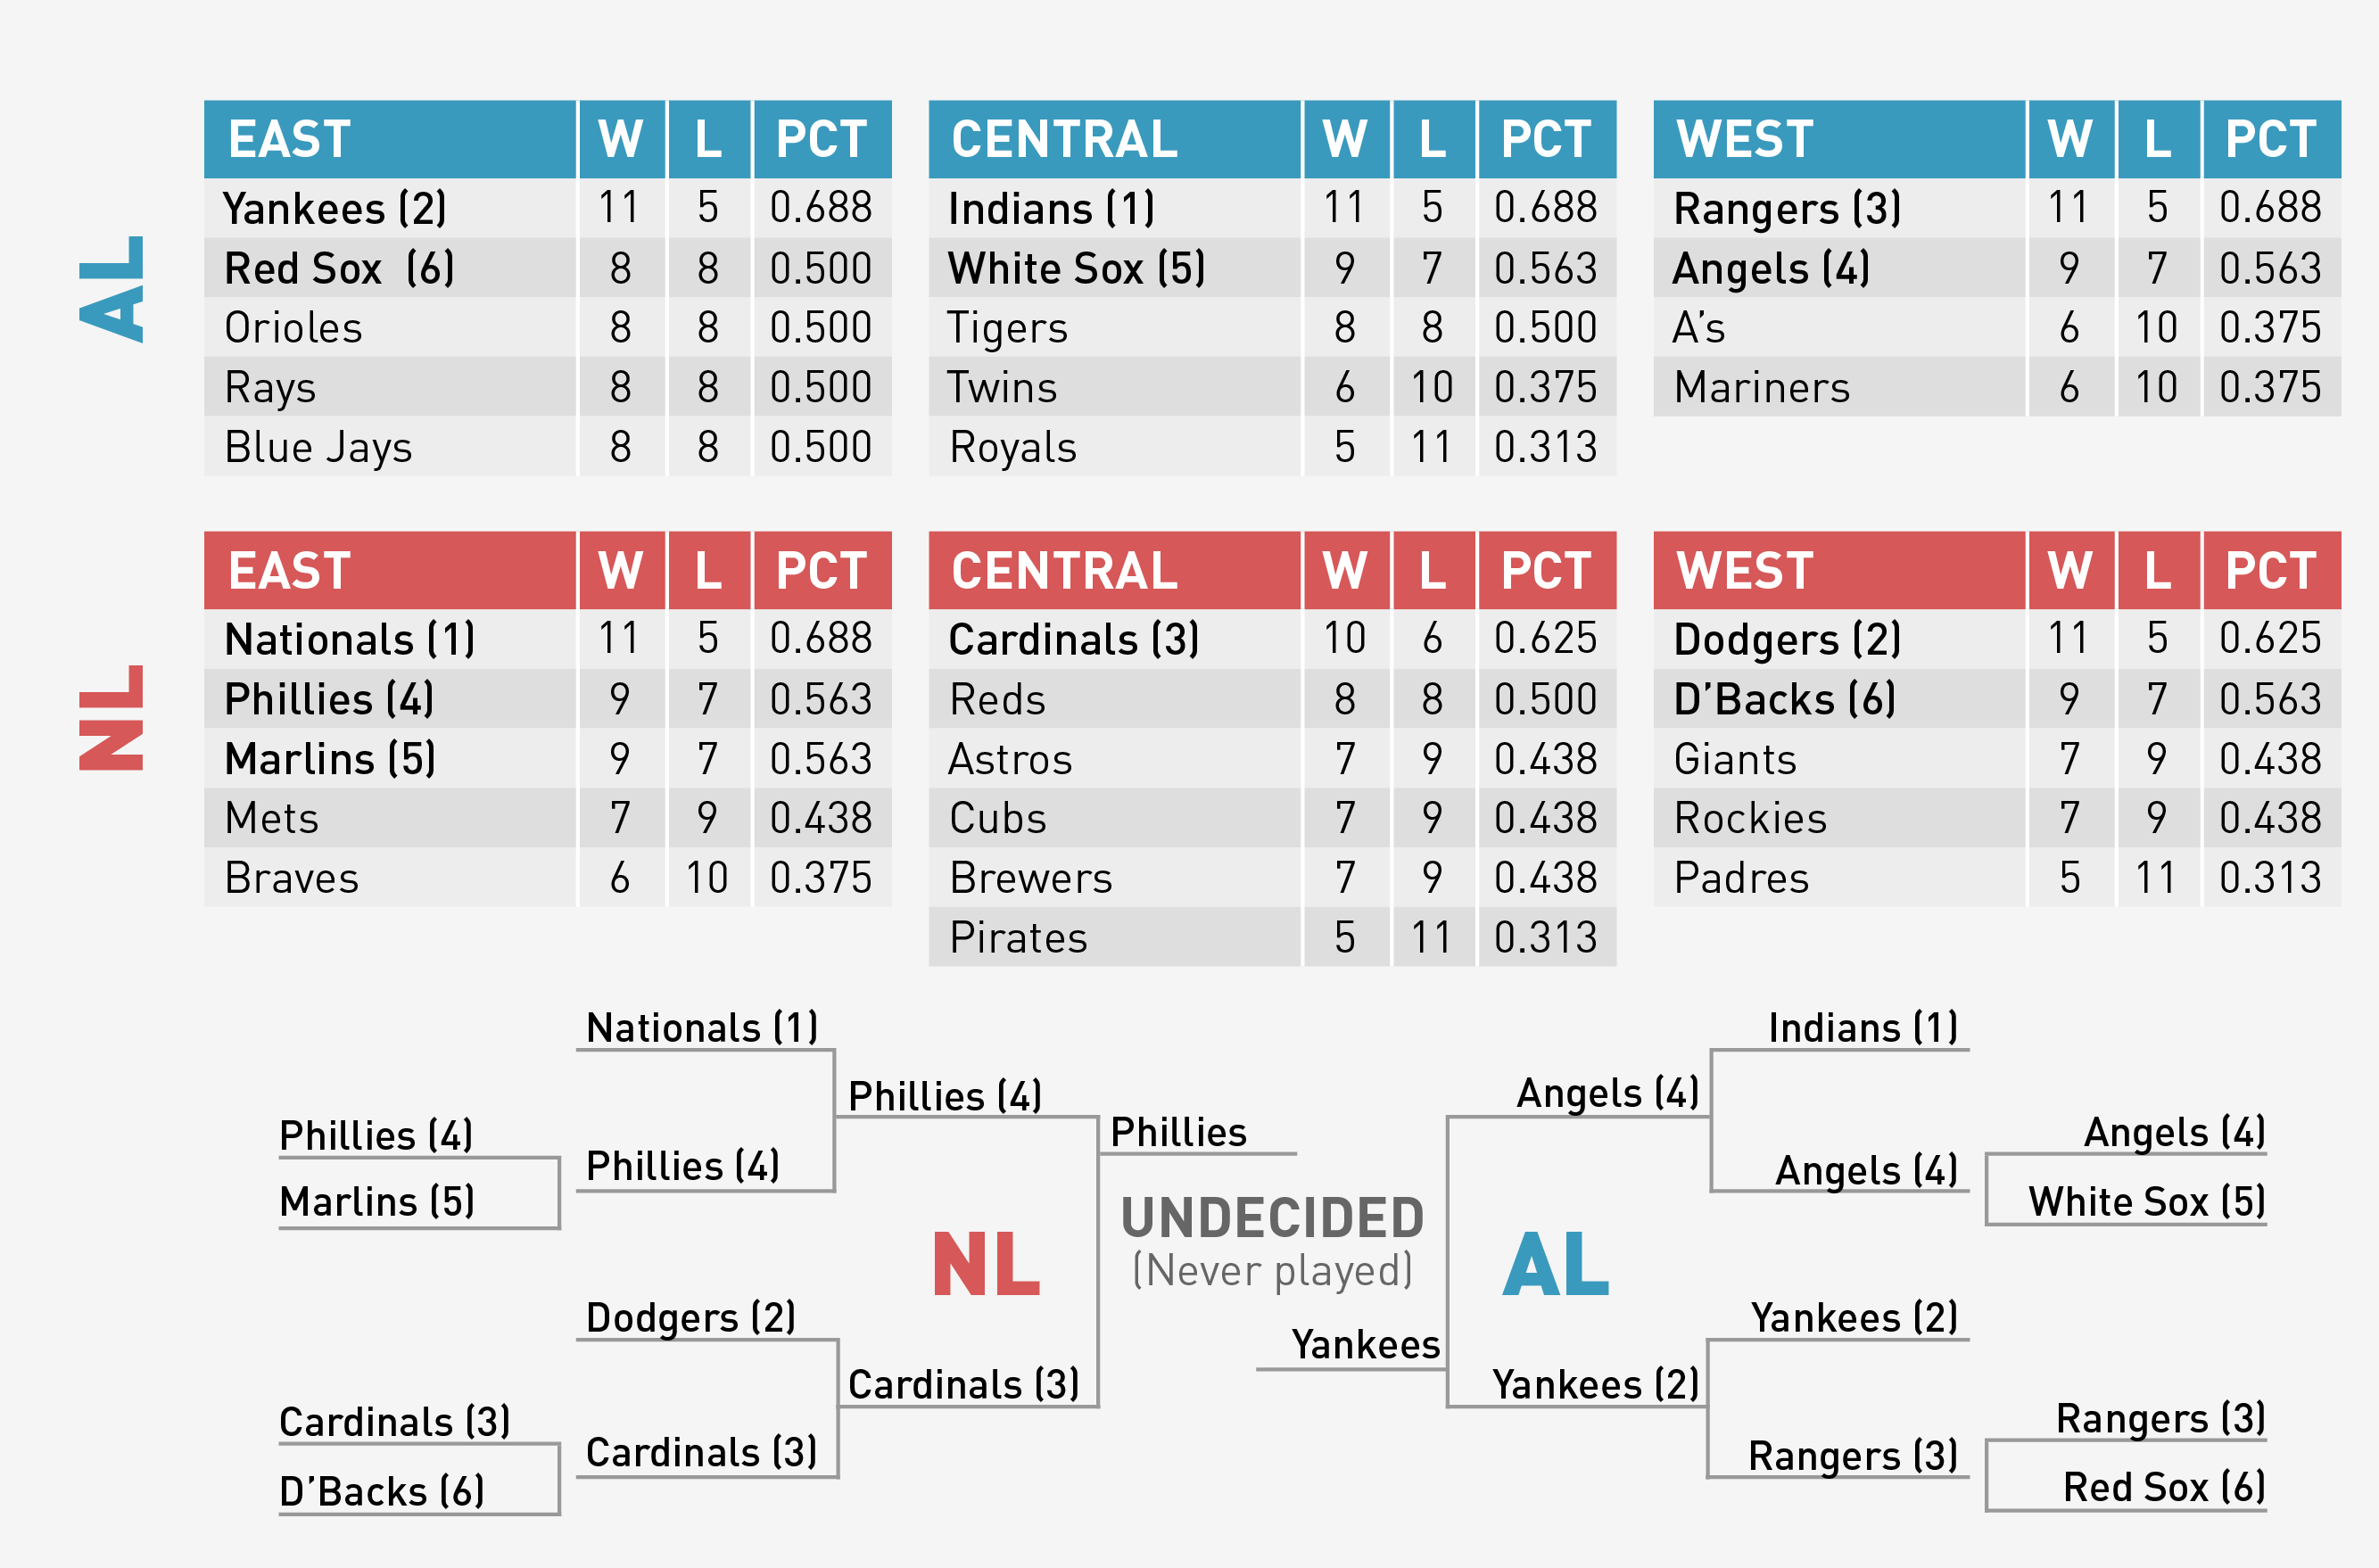 AL
EAST W L PCT
Yankees (2) 11 5 0.688
Red Sox (6) 8 8 0.500
Orioles 8 8 0.500
Rays 8 8 0.500
Blue Jays 8 8 0.500
CENTRAL W L PCT
Indians (1) 11 5 0.688
White Sox (5) 9 7 0.563
Tigers 8 8 0.500
Twins 6 10 0.375
Royals 5 11 0.313
WEST W L PCT
Rangers (3) 11 5 0.688
Angels (4) 9 7 0.563
A’s 6 10 0.375
Mariners 6 10 0.375
NL
EAST W L PCT
Nationals (1) 11 5 0.688
Phillies (4) 9 7 0.563
Marlins (5) 9 7 0.563
Mets 7 9 0.438
Braves 6 10 0.375
CENTRAL W L PCT
Cardinals (3) 10 6 0.625
Reds 8 8 0.500
Astros 7 9 0.438
Cubs 7 9 0.438
Brewers 7 9 0.438
Pirates 5 11 0.313
WEST W L PCT
Dodgers (2) 11 5 0.625
D’Backs (6) 9 7 0.563
Giants 7 9 0.438
Rockies 7 9 0.438
Padres 5 11 0.313
Phillies (4)
Marlins (5)
Cardinals (3)
D’Backs (6)
Nationals (1)
Phillies (4)
Dodgers (2)
Cardinals (3)
Phillies (4)
Cardinals (3)
NL
Phillies
UNDECIDED
(Never played)
Yankees
AL
Angels (4)
Yankees (2)
Indians (1)
Angels (4)
Yankees (2)
Rangers (3)
Angels (4)
White Sox (5)
Rangers (3)
Red Sox (6)